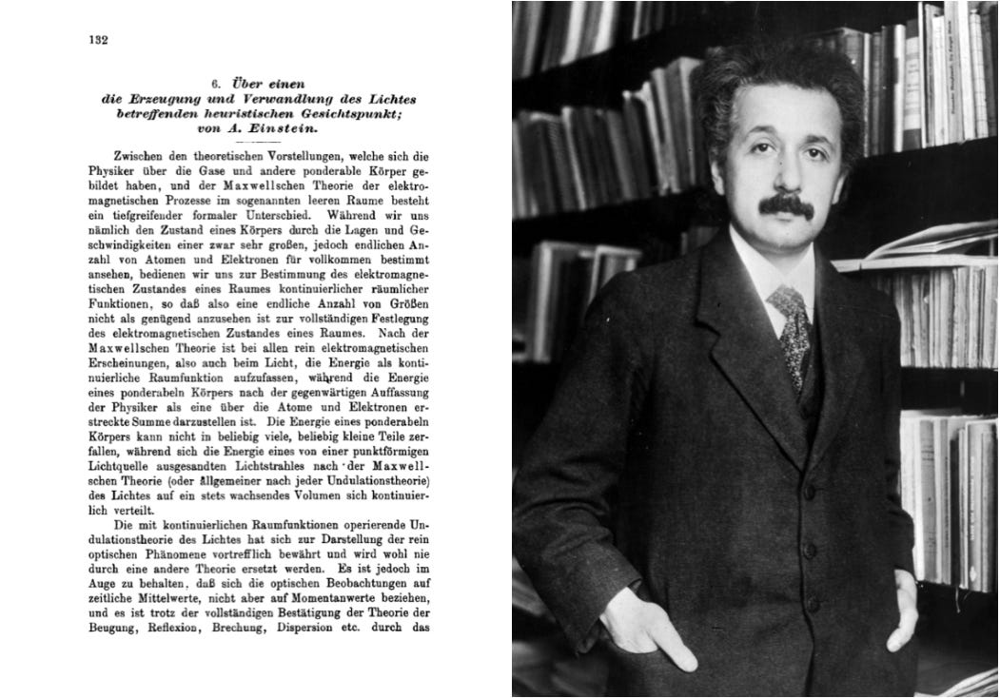 132
6. Über einen
die Erzeugung und Verwandlung des Lichtes
betreffenden heuristischen Gesichtspunkt;
von A. Einstein.
Zwischen den theoretischen Vorstellungen, welche sich die
Physiker über die Gase und andere ponderable Körper ge-
bildet haben, und der Maxwellschen Theorie der elektro-
magnetischen Prozesse im sogenannten leeren Raume besteht
ein tiefgreifender formaler Unterschied. Während wir uns
nämlich den Zustand eines Körpers durch die Lagen und Ge-
schwindigkeiten einer zwar sehr großen, jedoch endlichen An-
zahl von Atomen und Elektronen für vollkommen bestimmt
ansehen, bedienen wir uns zur Bestimmung des elektromagne-
tischen Zustandes eines Raumes kontinuierlicher räumlicher
Funktionen, so daß also eine endliche Anzahl von Größen
nicht als genügend anzusehen ist zur vollständigen Festlegung
des elektromagnetischen Zustandes eines Raumes. Nach der
Maxwellschen Theorie ist bei allen rein elektromagnetischen
Erscheinungen, also auch beim Licht, die Energie als konti-
nuierliche Raumfunktion aufzufassen, während die Energie
eines ponderabeln Körpers nach der gegenwärtigen Auffassung
der Physiker als eine über die Atome und Elektronen er-
streckte Summe darzustellen ist. Die Energie eines ponderabeln
Körpers kann nicht in beliebig viele, beliebig kleine Teile zer-
fallen, während sich die Energie eines von einer punktförmigen
Lichtquelle ausgesandten Lichtstrahles nach der Maxwell-
schen Theorie (oder allgemeiner nach jeder Undulationstheorie)
des Lichtes auf ein stets wachsendes Volumen sich kontinuier-
lich verteilt.
Die mit kontinuierlichen Raumfunktionen operierende Un-
dulationstheorie des Lichtes hat sich zur Darstellung der rein
optischen Phänomene vortrefflich bewährt und wird wohl nie
durch eine andere Theorie ersetzt werden. Es ist jedoch im
Auge zu behalten, daß sich die optischen Beobachtungen auf
zeitliche Mittelwerte, nicht aber auf Momentanwerte beziehen,
und es ist trotz der vollständigen Bestätigung der Theorie der
Beugung, Reflexion, Brechung, Dispersion etc. durch das